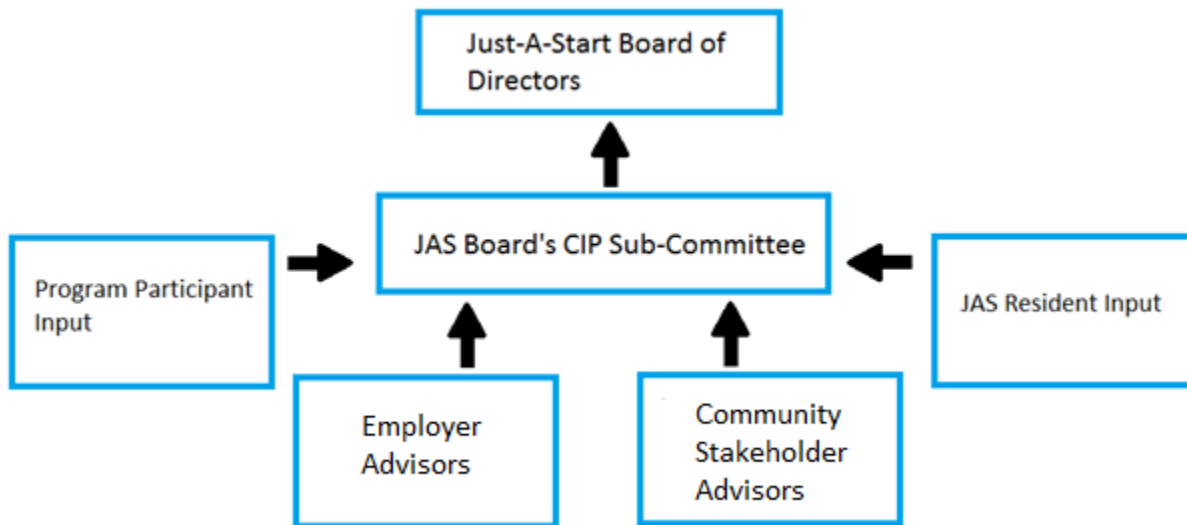 Just-A-Start Board of
Directors
JAS Board's CIP Sub-Committee
Program Participant
Input
JAS Resident Input
Employer
Advisors
Community
Stakeholder
Advisors